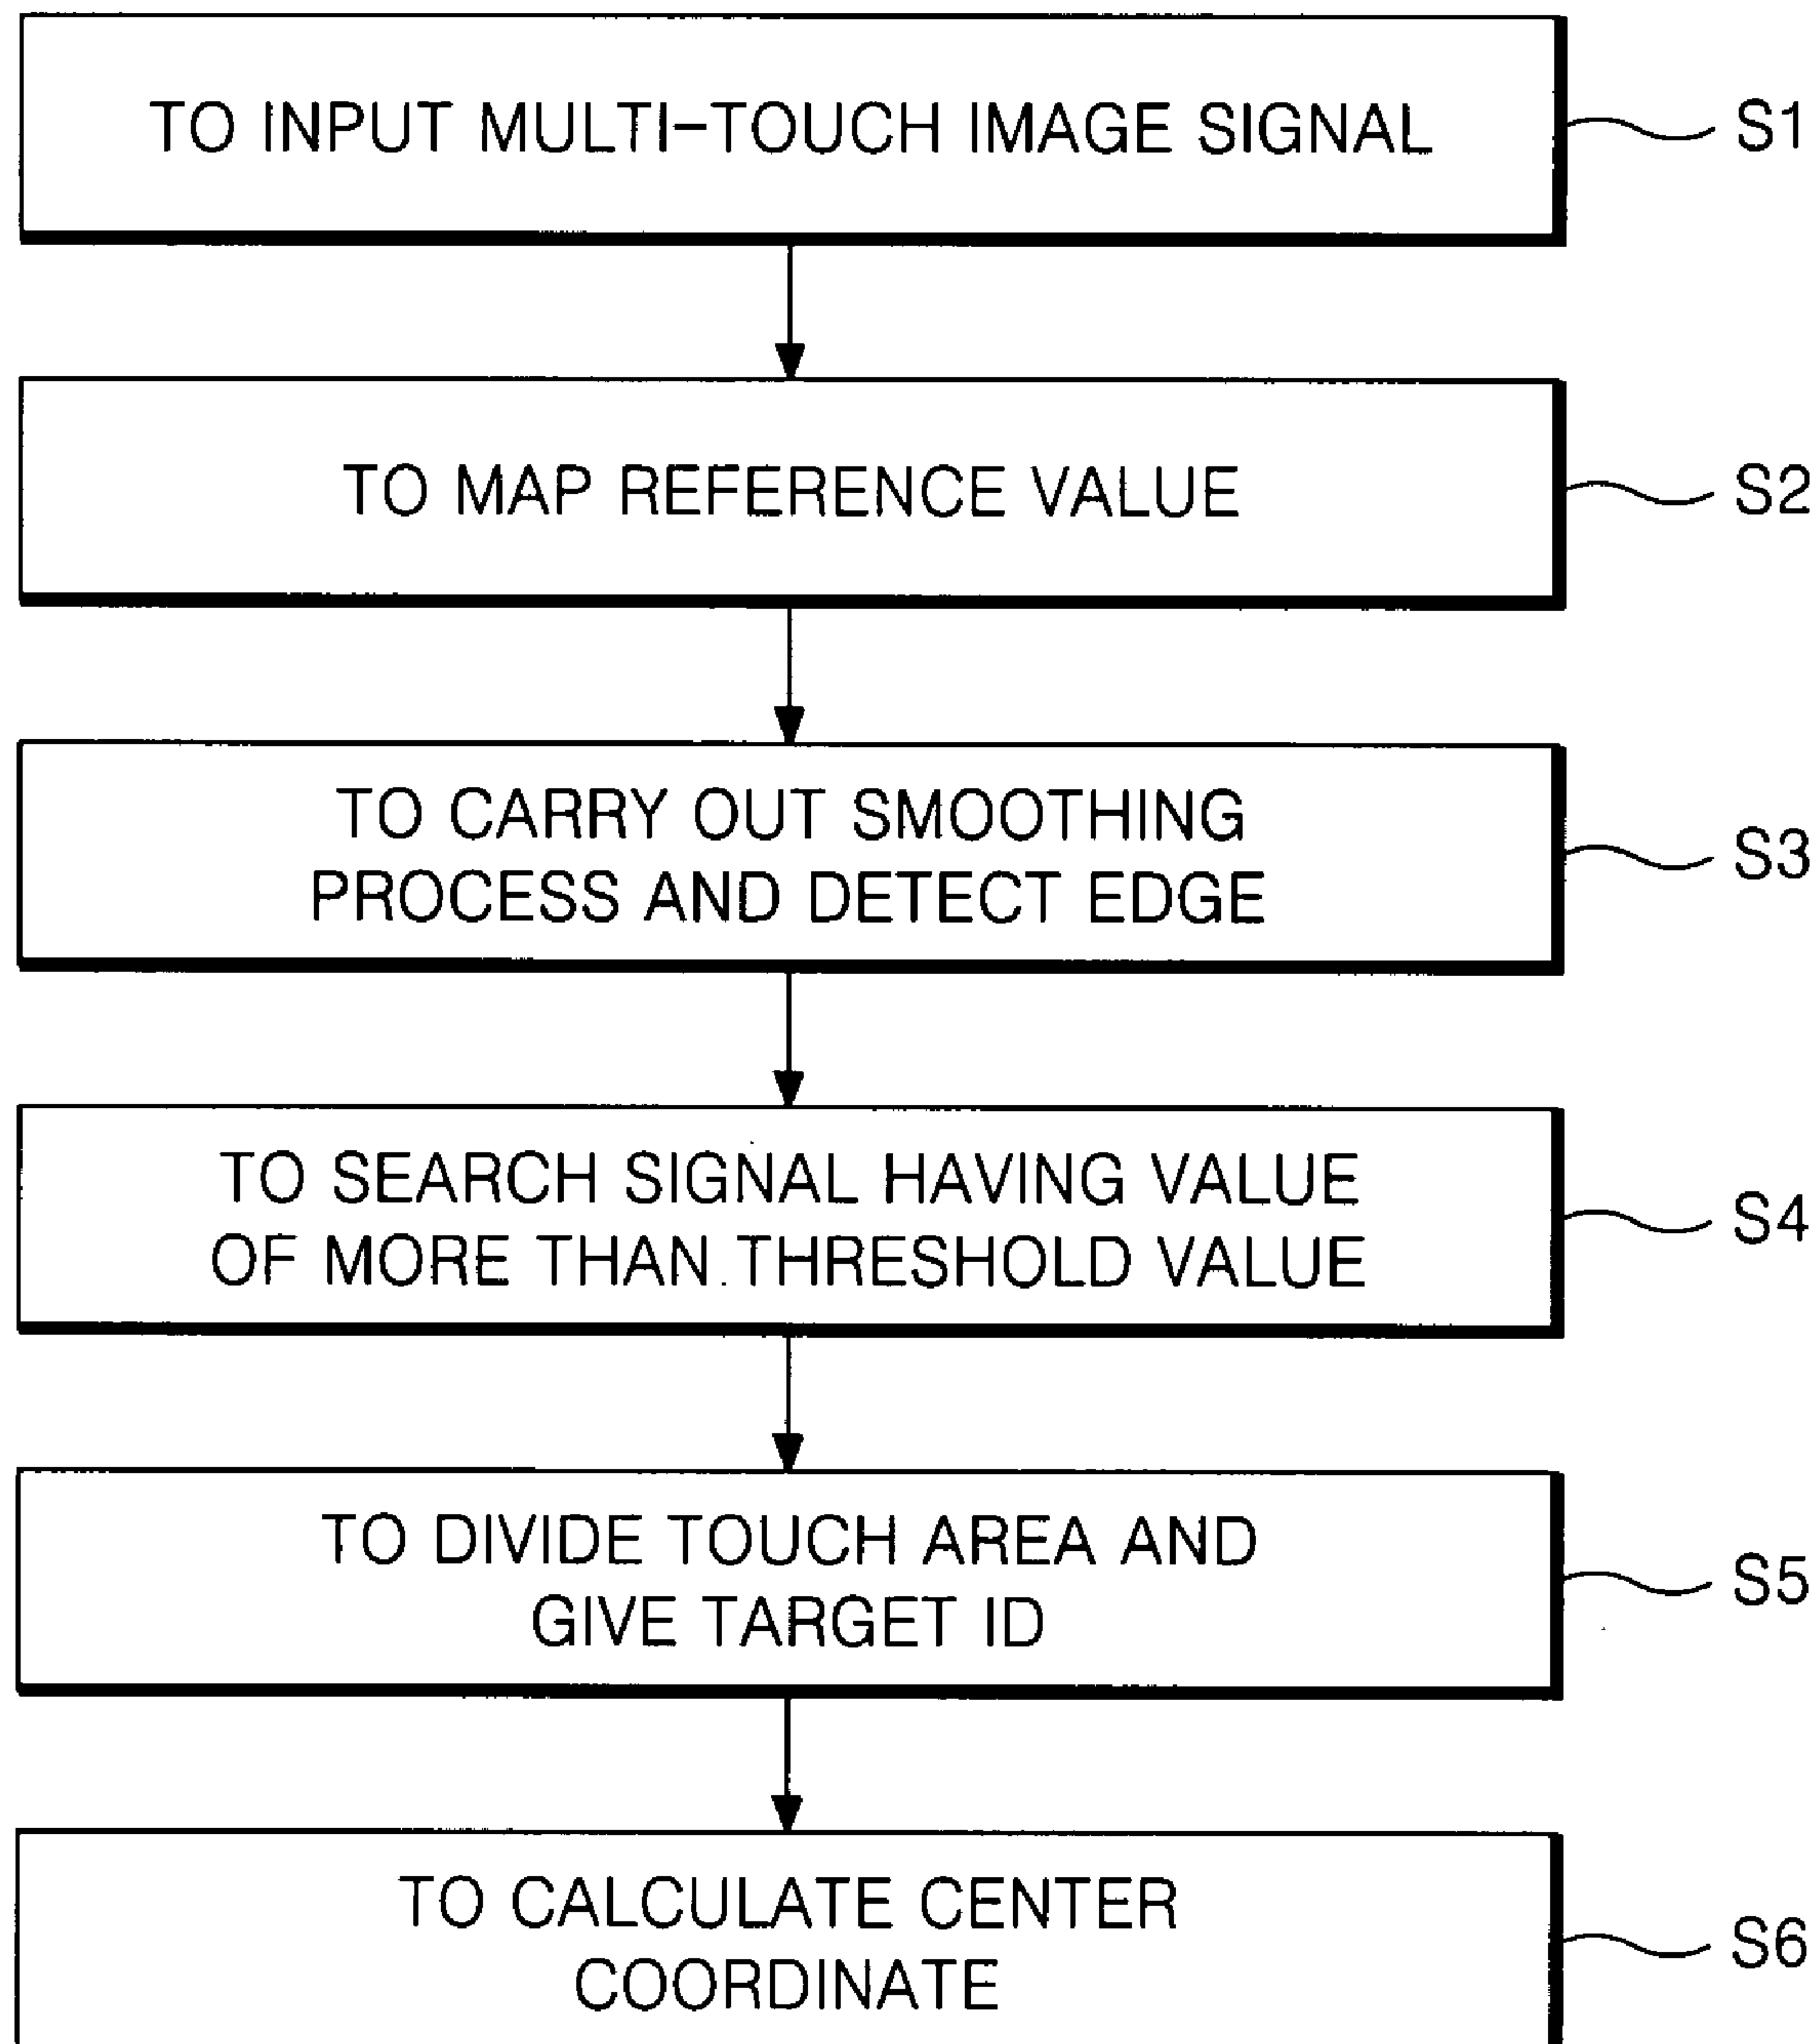 TO INPUT MULTI-TOUCH IMAGE SIGNAL
S1
TO MAP REFERENCE VALUE
S2
TO CARRY OUT SMOOTHING
PROCESS AND DETECT EDGE
S3
TO SEARCH SIGNAL HAVING VALUE
OF MORE THAN THRESHOLD VALUE
S4
TO DIVIDE TOUCH AREA AND
GIVE TARGET ID
S5
TO CALCULATE CENTER
COORDINATE
S6